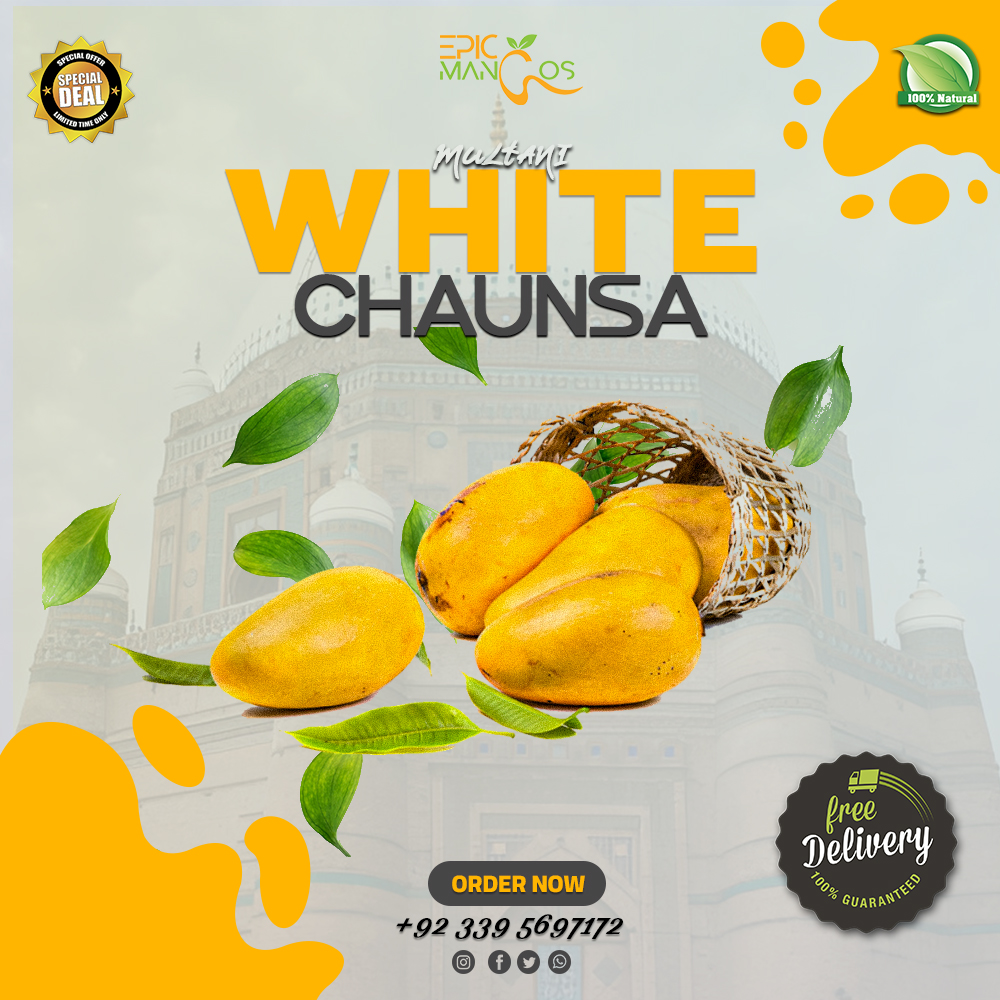 SPECIAL OFFER
SPECIAL
DEAL
LIMITED TIME ONLY
EPIC
MANGOS
100% Natural
MULTANI
WHITE
CHAUNSA
free
Delivery
100% GUARANTEED
ORDER NOW
+92 339 5697172